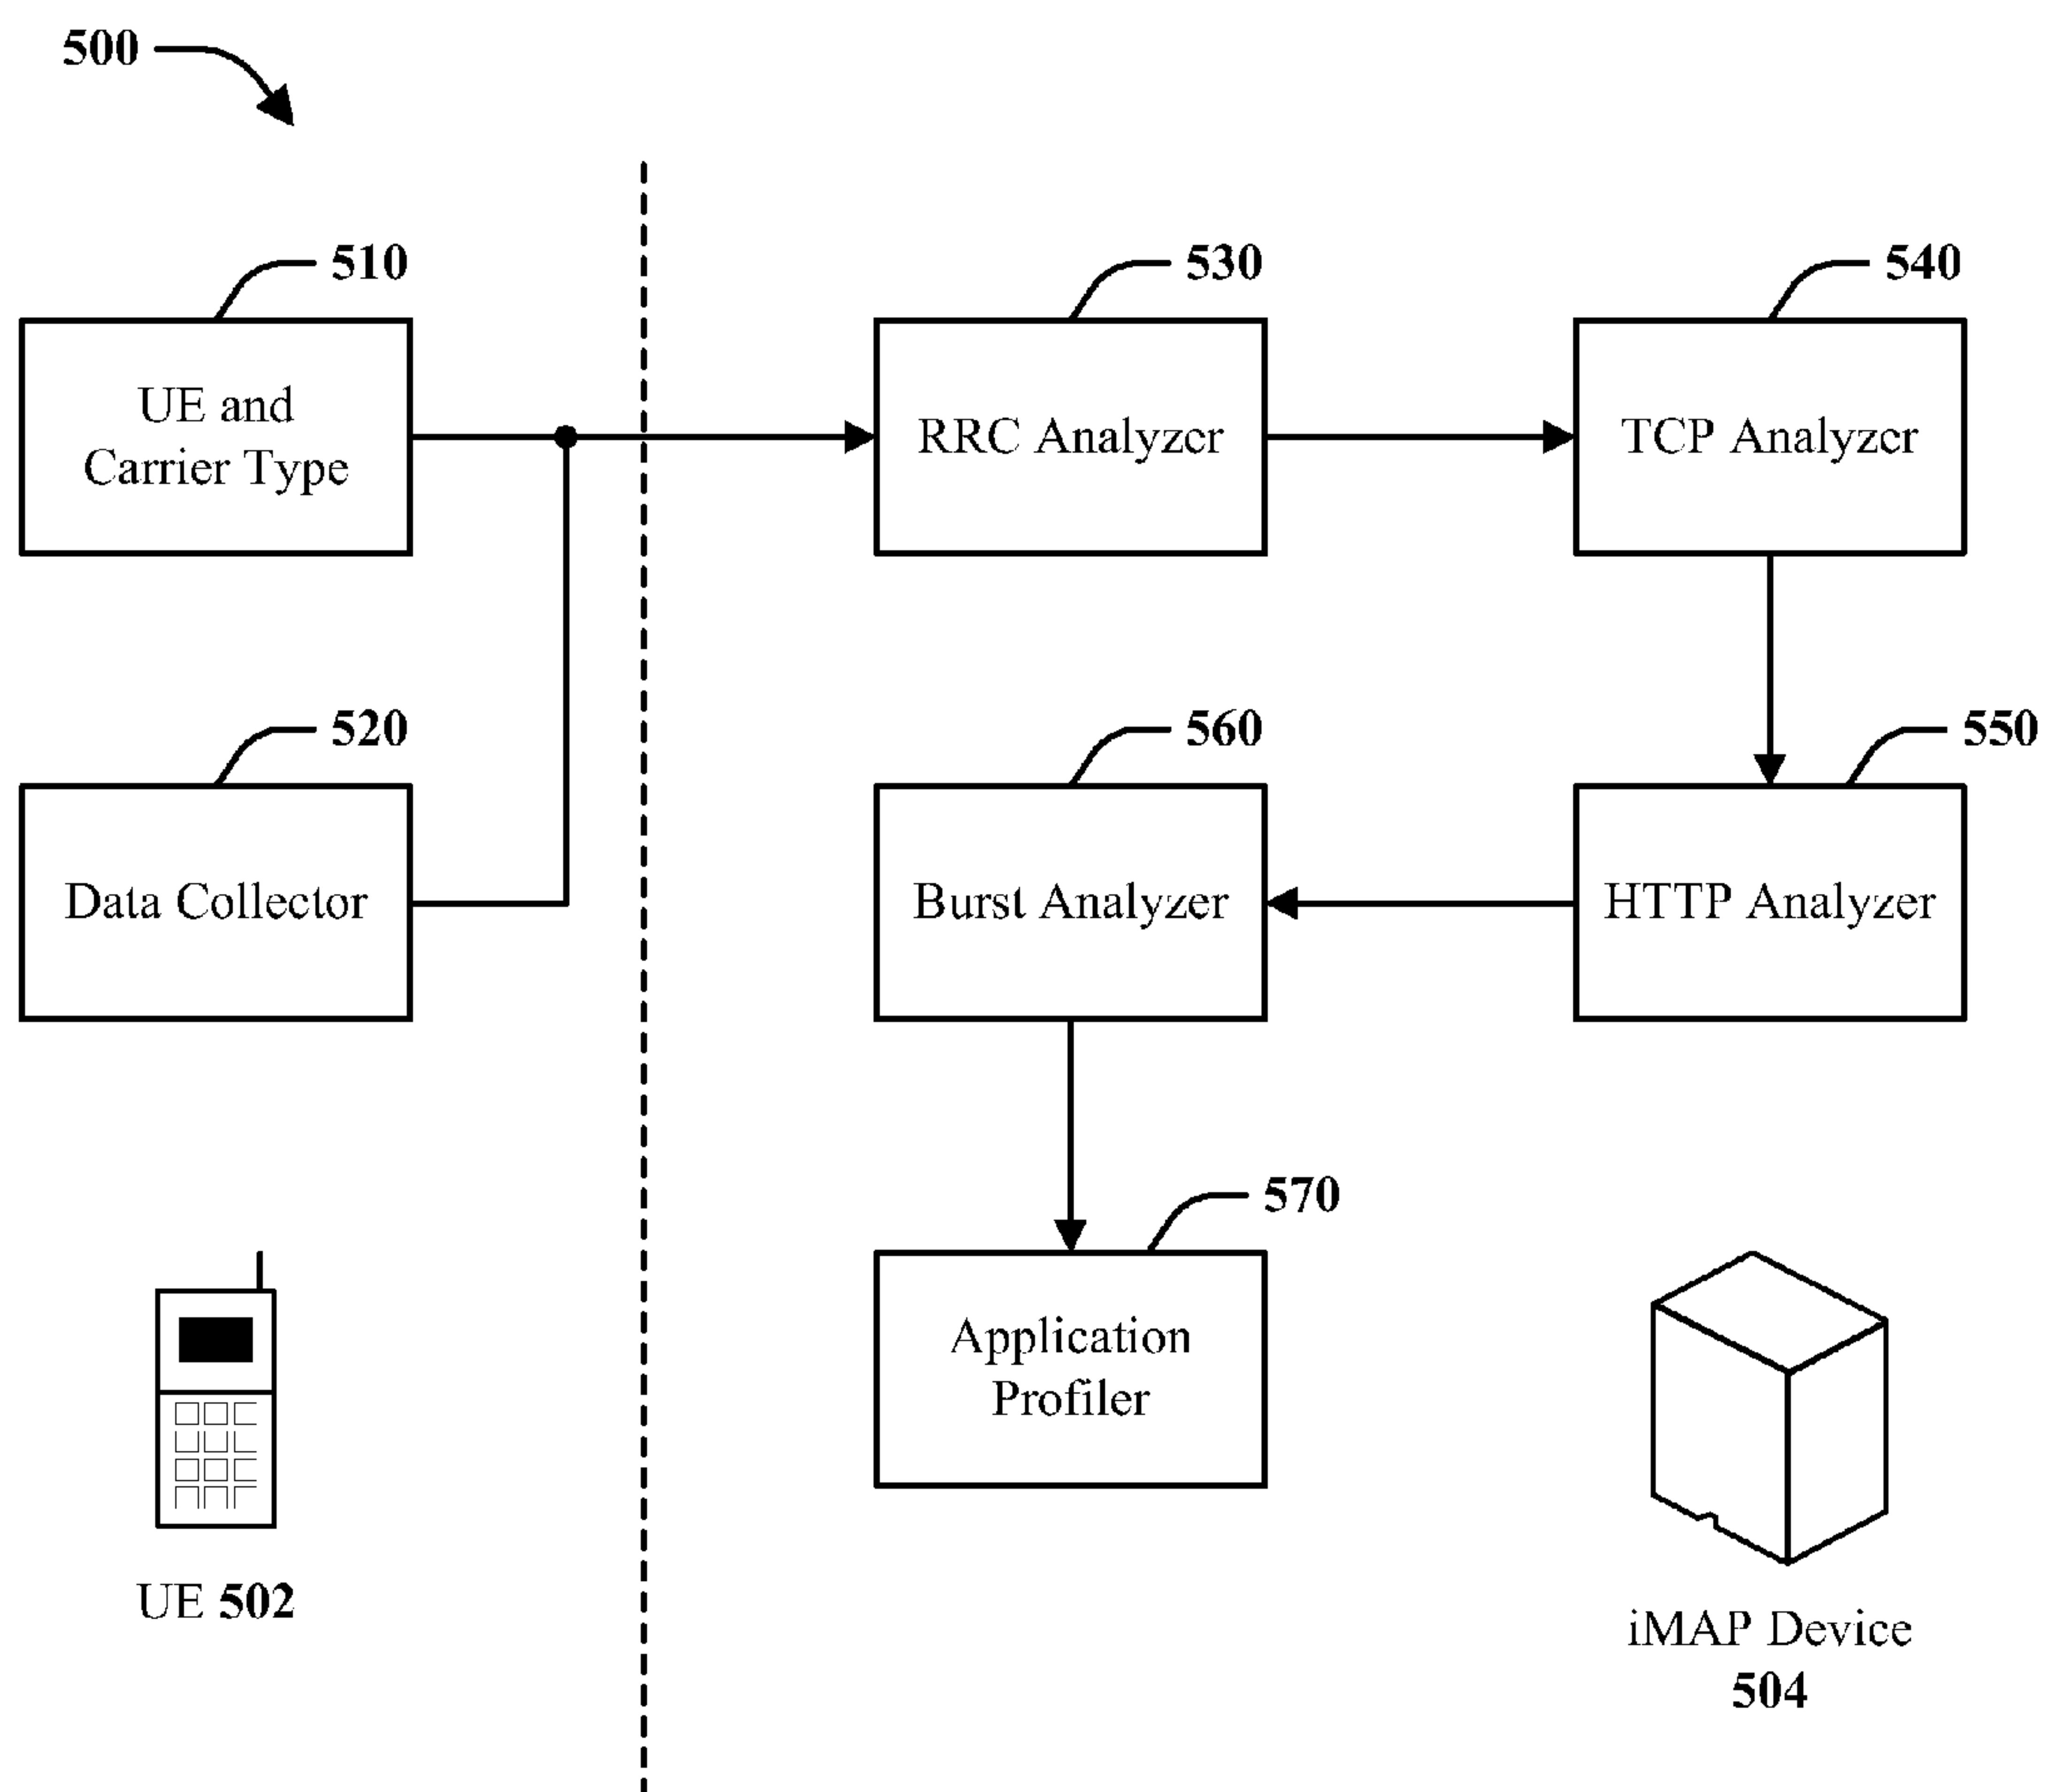 500
510
530
540
UE and
Carrier Type
RRC Analyzer
TCP Analyzer
520
560
550
Data Collector
Burst Analyzer
HTTP Analyzer
570
Application
Profiler
UE 502
iMAP Device
504